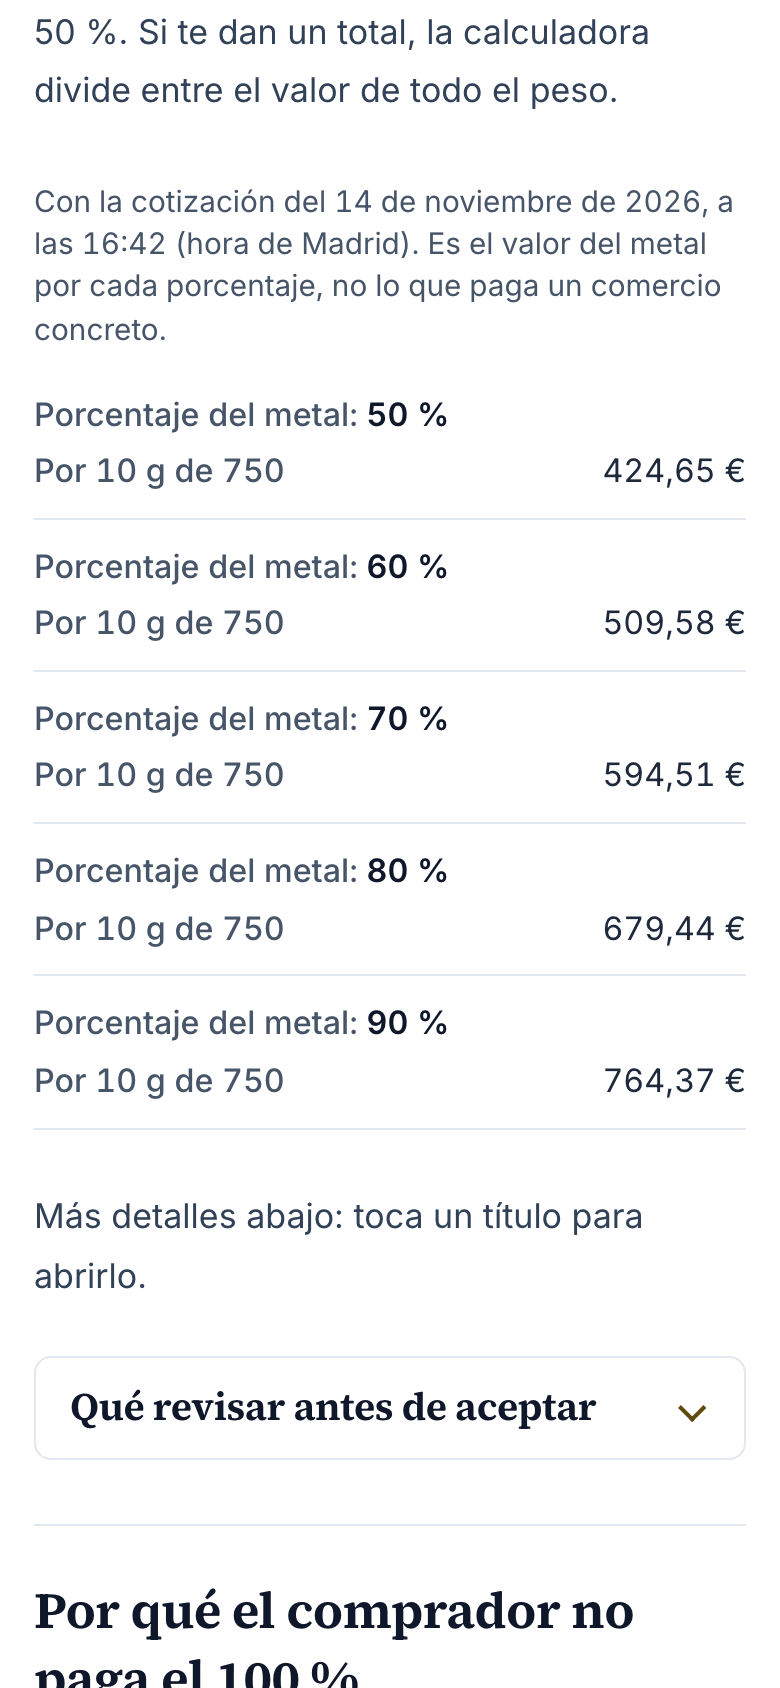 50 %. Si te dan un total, la calculadora
divide entre el valor de todo el peso.
Con la cotización del 14 de noviembre de 2026, a
las 16:42 (hora de Madrid). Es el valor del metal
por cada porcentaje, no lo que paga un comercio
concreto.
Porcentaje del metal: 50 %
Por 10 g de 750 424,65 €
Porcentaje del metal: 60 %
Por 10 g de 750 509,58 €
Porcentaje del metal: 70 %
Por 10 g de 750 594,51 €
Porcentaje del metal: 80 %
Por 10 g de 750 679,44 €
Porcentaje del metal: 90 %
Por 10 g de 750 764,37 €
Más detalles abajo: toca un título para
abrirlo.
Qué revisar antes de aceptar
Por qué el comprador no
paga el 100 %